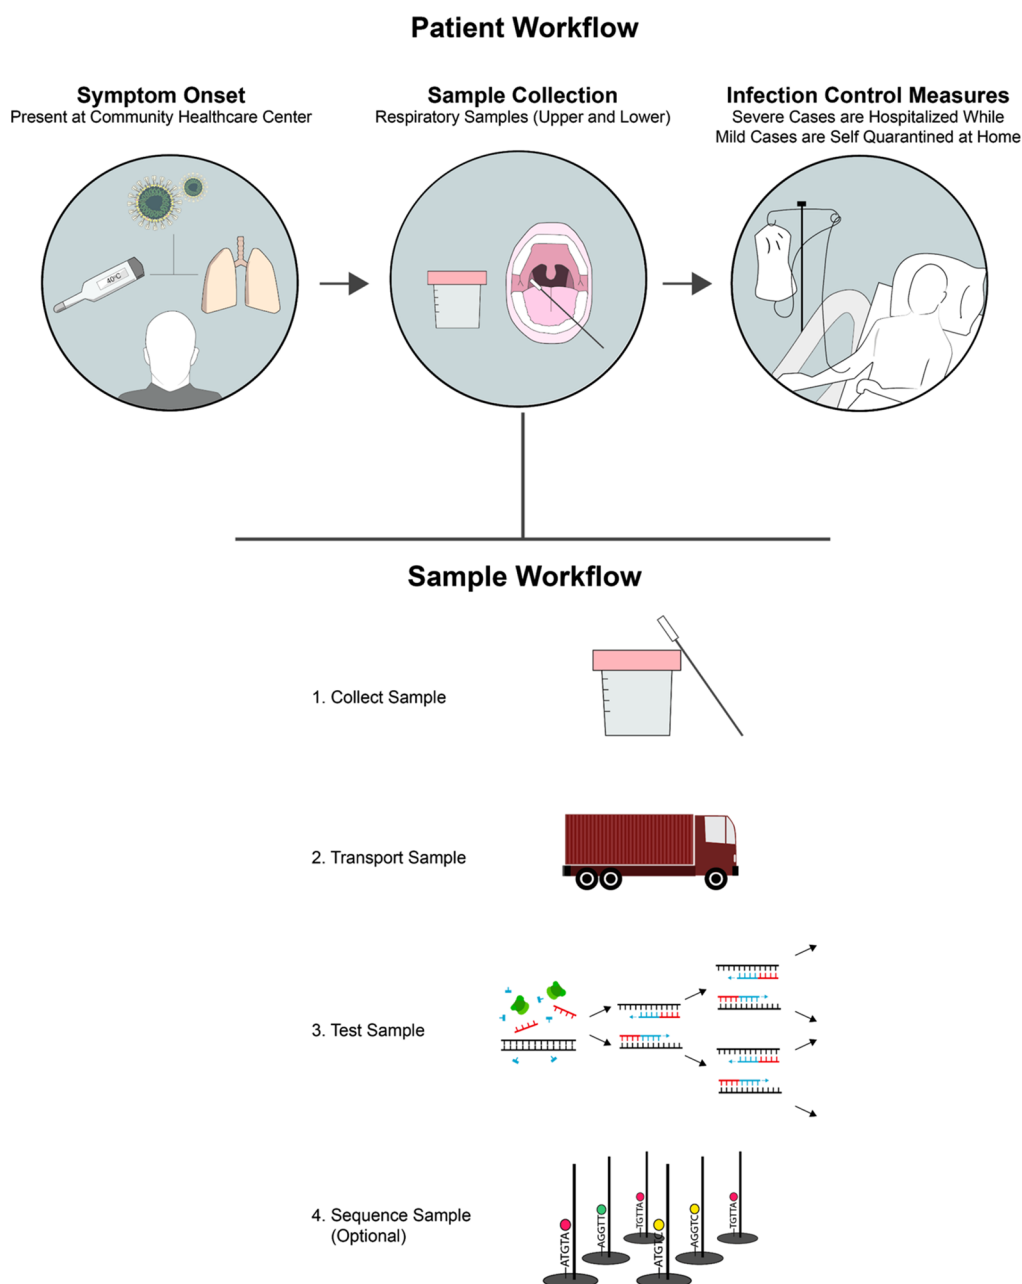 Patient Workflow
Symptom Onset
Present at Community Healthcare Center
Sample Collection
Respiratory Samples (Upper and Lower)
Infection Control Measures
Severe Cases are Hospitalized While
Mild Cases are Self Quarantined at Home
40°C
Sample Workflow
1. Collect Sample
2. Transport Sample
3. Test Sample
4. Sequence Sample
(Optional)
ATGTA
AGGTT
TGTTA
ATGTC
AGGTC
TGTTA